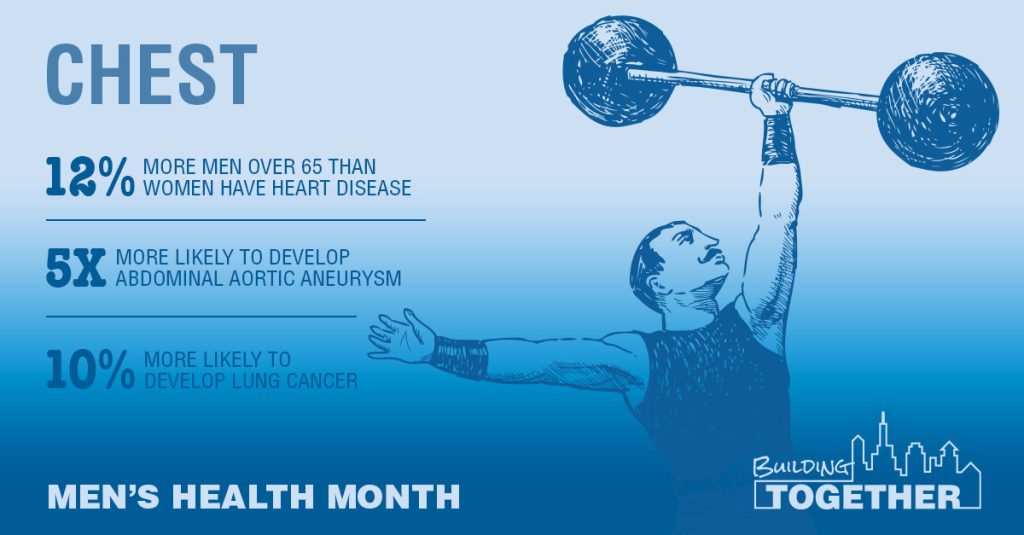 CHEST
12% MORE MEN OVER 65 THAN
WOMEN HAVE HEART DISEASE
5X MORE LIKELY TO DEVELOP
ABDOMINAL AORTIC ANEURYSM
10% MORE LIKELY TO
DEVELOP LUNG CANCER
MEN’S HEALTH MONTH
BUILDING
TOGETHER